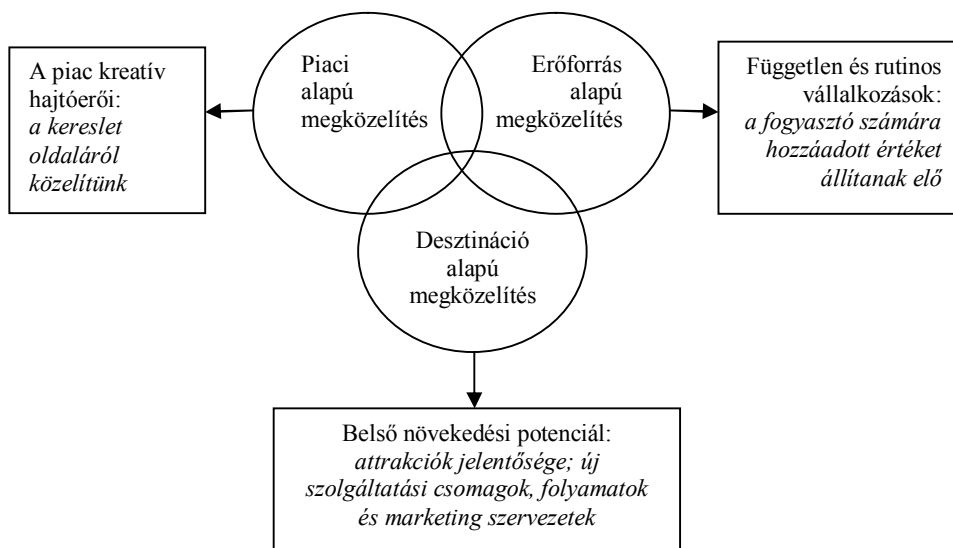 A piac kreatív
hajtóerői:
a kereslet
oldaláról
közelítünk
Piaci
alapú
megközelítés
Erőforrás
alapú
megközelítés
Független és rutinos
vállalkozások:
a fogyasztó számára
hozzáadott értéket
állítanak elő
Desztináció
alapú
megközelítés
Belső növekedési potenciál:
attrakciók jelentősége; új
szolgáltatási csomagok, folyamatok
és marketing szervezetek